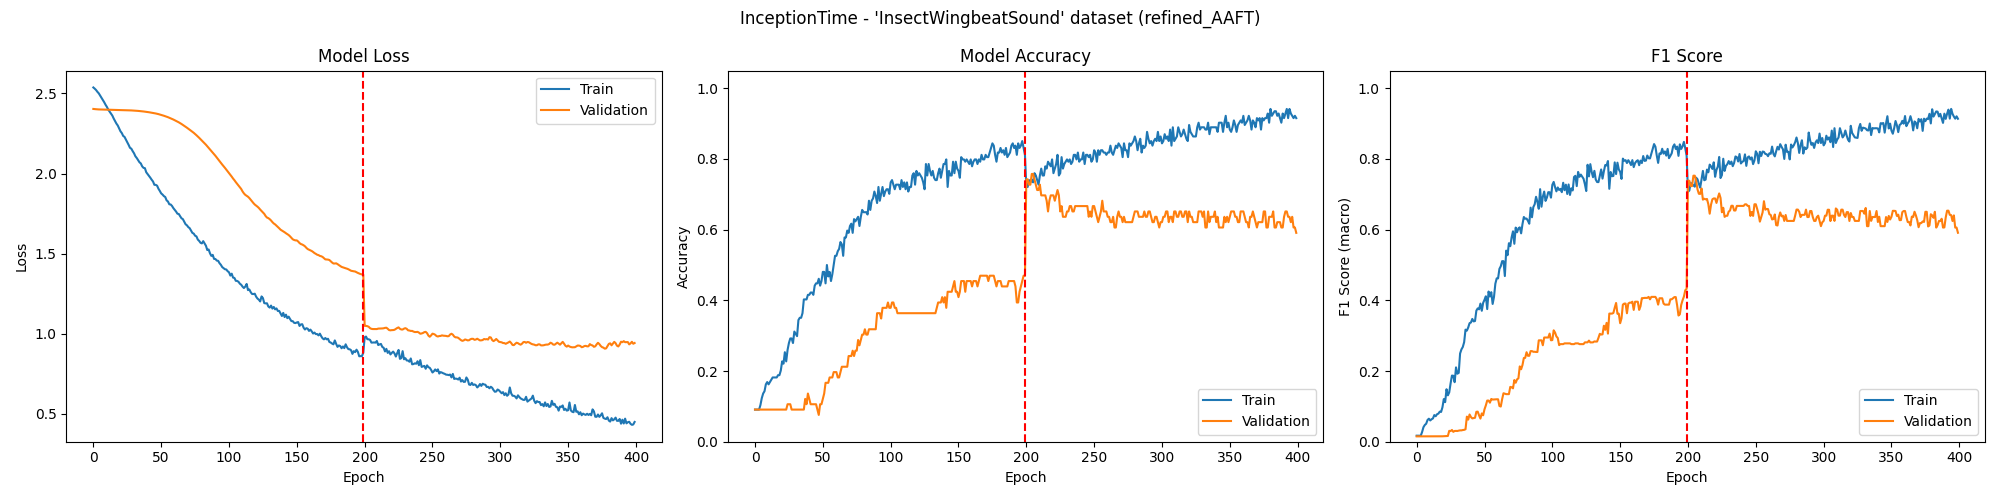 InceptionTime - 'InsectWingbeatSound' dataset (refined_AAFT)
Model Loss
Train
Validation
Loss
2.5
2.0
1.5
1.0
0.5
0 50 100 150 200 250 300 350 400
Epoch
Model Accuracy
Train
Validation
Accuracy
1.0
0.8
0.6
0.4
0.2
0.0
0 50 100 150 200 250 300 350 400
Epoch
F1 Score
Train
Validation
F1 Score (macro)
1.0
0.8
0.6
0.4
0.2
0.0
0 50 100 150 200 250 300 350 400
Epoch